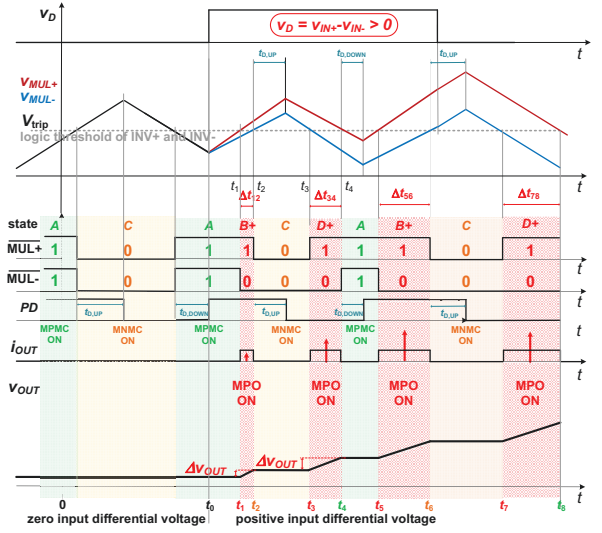 vD
vD = vIN+-vIN- > 0
t
tD,UP tD,DOWN tD,UP
vMUL+
vMUL-
Vtrip
logic threshold of INV+ and INV-
t
t1 t2 t3 t4
Δt12 Δt34 Δt56 Δt78
state A C A B+ C D+ A B+ C D+
MUL+ 1 0 1 1 0 1 1 1 0 1
t
MUL- 1 0 1 0 0 0 1 0 0 0
t
PD tD,UP tD,DOWN tD,UP tD,DOWN tD,UP
t
MPMC ON MNMC ON MPMC ON MNMC ON MPMC ON MNMC ON
iOUT
t
vOUT
MPO ON MPO ON MPO ON MPO ON
ΔvOUT ΔvOUT
t
0 t0 t1 t2 t3 t4 t5 t6 t7 t8
zero input differential voltage positive input differential voltage